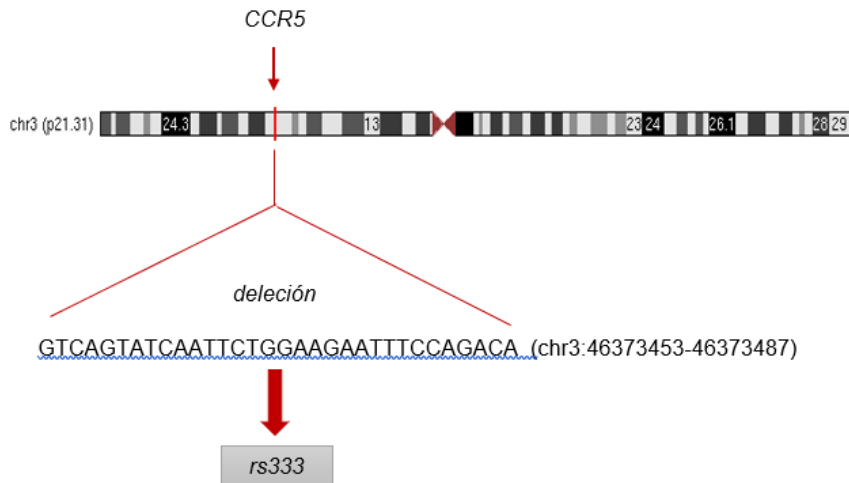 CCR5
chr3 (p21.31) 24.3 13 23 24 26.1 28 29
deleción
GTCAGTATCAATTCTGGAAGAATTTCCAGACA (chr3:46373453-46373487)
rs333